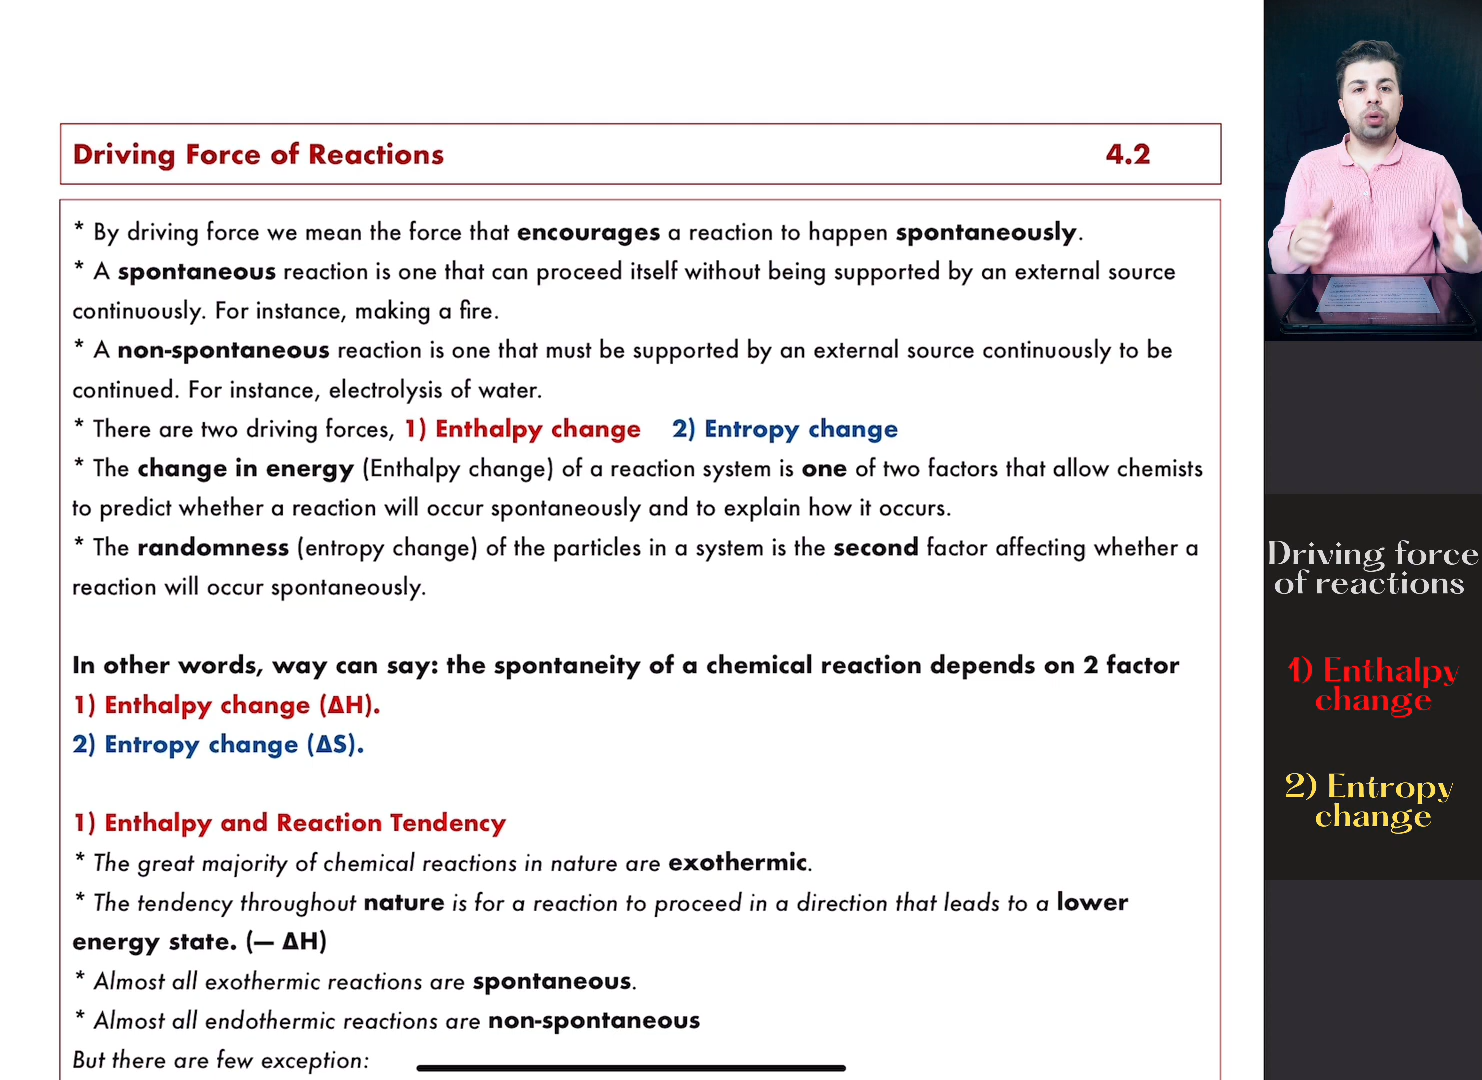 Driving Force of Reactions 4.2
* By driving force we mean the force that encourages a reaction to happen spontaneously.
* A spontaneous reaction is one that can proceed itself without being supported by an external source
continuously. For instance, making a fire.
* A non-spontaneous reaction is one that must be supported by an external source continuously to be
continued. For instance, electrolysis of water.
* There are two driving forces, 1) Enthalpy change 2) Entropy change
* The change in energy (Enthalpy change) of a reaction system is one of two factors that allow chemists
to predict whether a reaction will occur spontaneously and to explain how it occurs.
* The randomness (entropy change) of the particles in a system is the second factor affecting whether a
reaction will occur spontaneously.
In other words, way can say: the spontaneity of a chemical reaction depends on 2 factor
1) Enthalpy change (ΔH).
2) Entropy change (ΔS).
1) Enthalpy and Reaction Tendency
* The great majority of chemical reactions in nature are exothermic.
* The tendency throughout nature is for a reaction to proceed in a direction that leads to a lower
energy state. (— ΔH)
* Almost all exothermic reactions are spontaneous.
* Almost all endothermic reactions are non-spontaneous
But there are few exception:
Driving force
of reactions
1) Enthalpy
change
2) Entropy
change